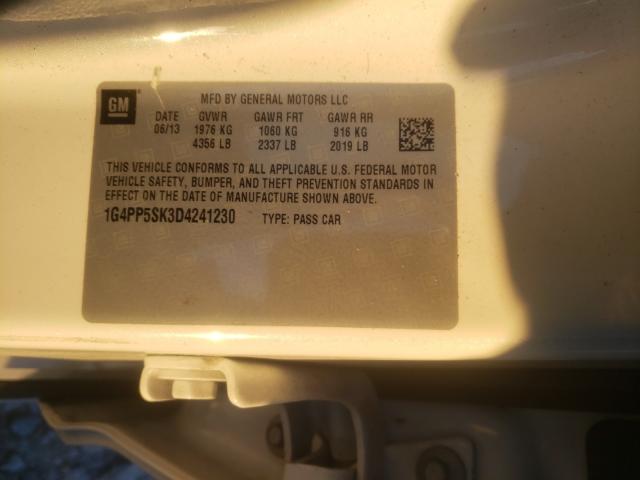 GM
MFD BY GENERAL MOTORS LLC
DATE GVWR GAWR FRT GAWR RR
06/13 1976 KG 1060 KG 916 KG
4356 LB 2337 LB 2019 LB
THIS VEHICLE CONFORMS TO ALL APPLICABLE U.S. FEDERAL MOTOR
VEHICLE SAFETY, BUMPER, AND THEFT PREVENTION STANDARDS IN
EFFECT ON THE DATE OF MANUFACTURE SHOWN ABOVE.
1G4PP5SK3D4241230 TYPE: PASS CAR